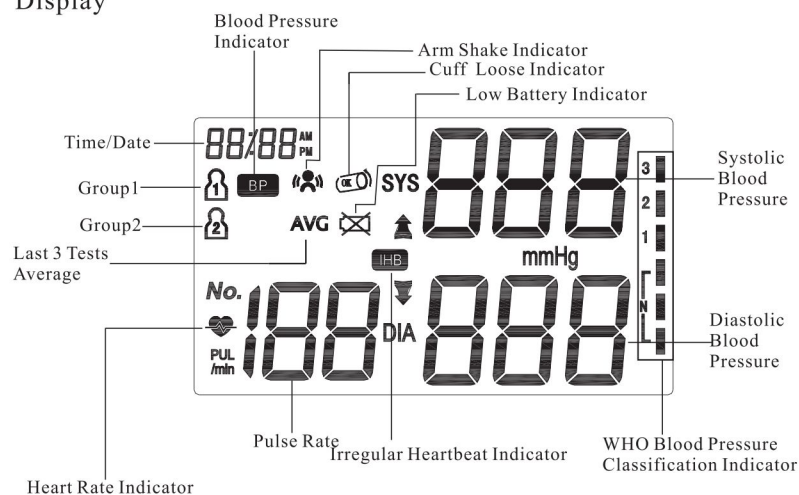 Display
Blood Pressure
Indicator
Arm Shake Indicator
Cuff Loose Indicator
Low Battery Indicator
Time/Date
88/88 AM
PM
Group1
1
BP
OK
SYS
888
3
Systolic
Blood
Pressure
Group2
2
AVG
2
1
Last 3 Tests
Average
IHB
mmHg
No.
188
DIA
888
N
Diastolic
Blood
Pressure
PUL
/min
Pulse Rate
Irregular Heartbeat Indicator
WHO Blood Pressure
Classification Indicator
Heart Rate Indicator